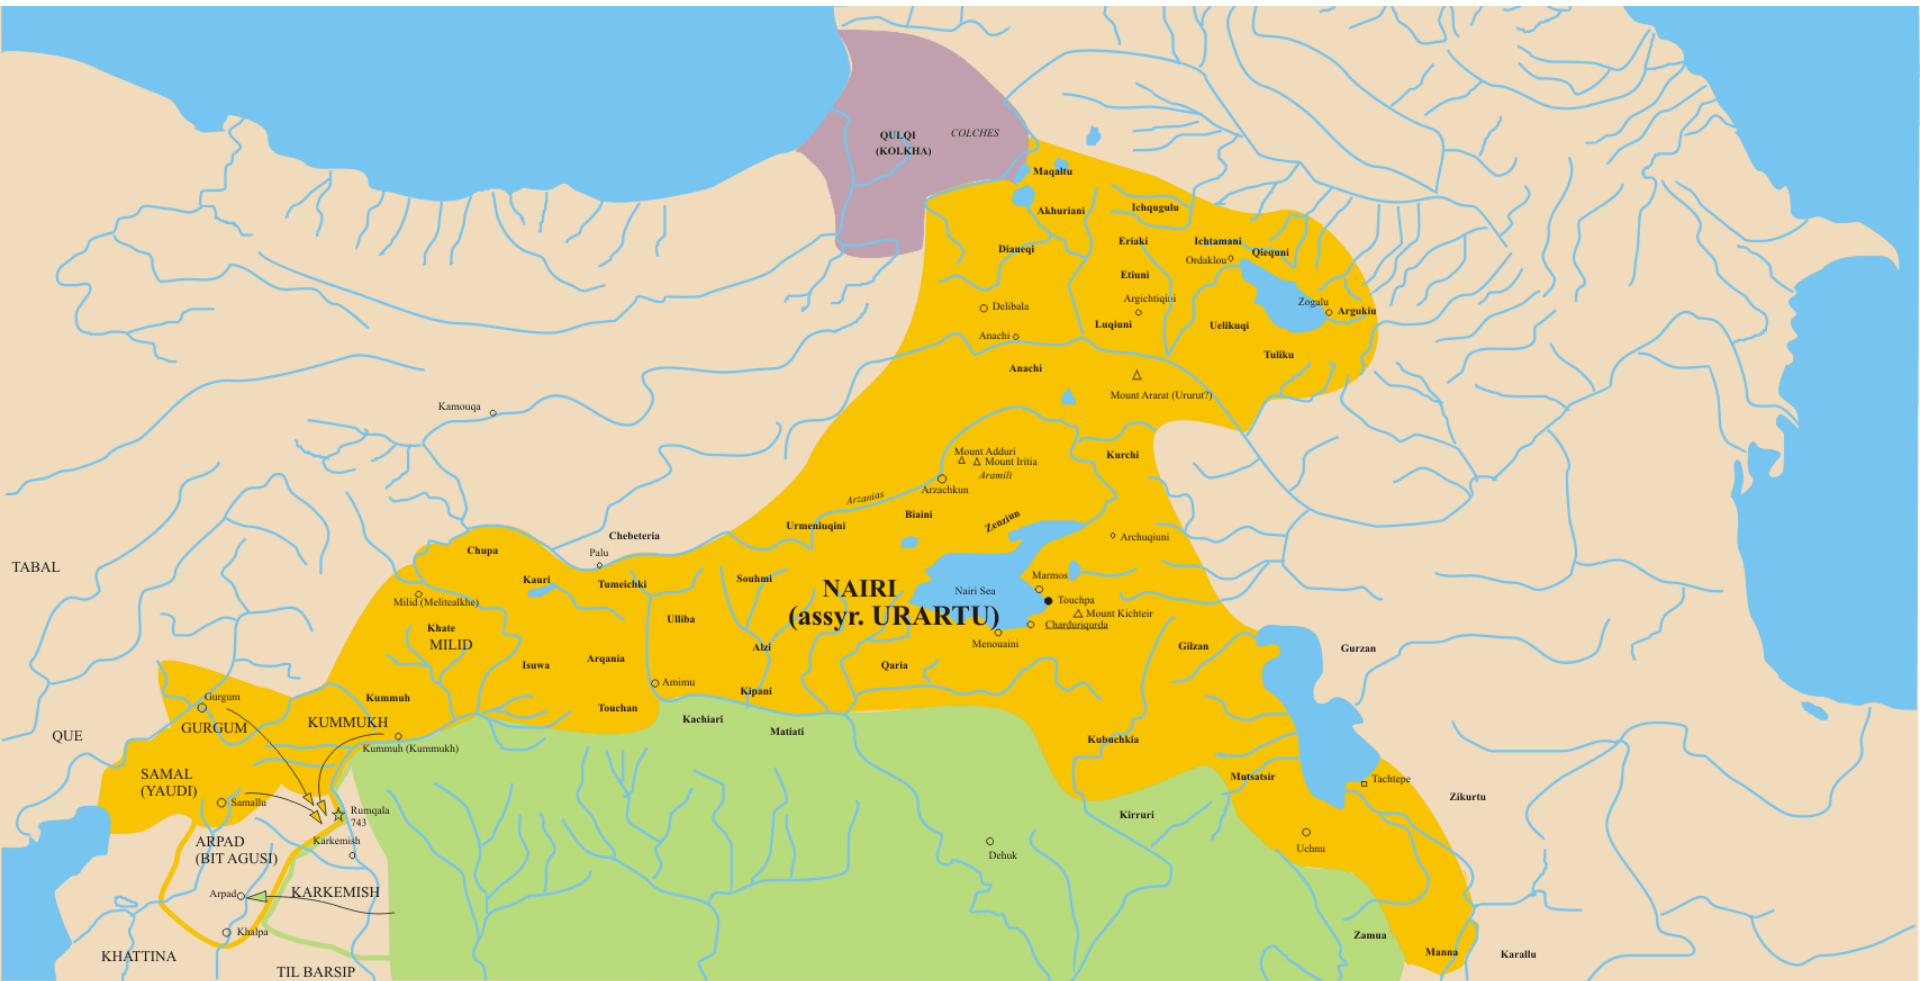 QULQI
COLCHES
(KOLKHA)
Maqaltu
Akhuriani
Ichqugulu
Diaueqi
Eriaki
Ichtamani
Qiequni
Ordaklou
Etiuni
Argichtiqini
Zogalu
Argukiu
Delibala
Luqiuni
Uelikuqi
Anachi
Tuliku
Anachi
Mount Ararat (Ururut?)
Kamouqa
Mount Adduri
Mount Iritia
Aramili
Kurchi
Arzachkun
Arzanias
Biaini
Zenziun
Urmeniuqini
Archuqiuni
Chebeteria
Chupa
Palu
TABAL
Kauri
Tumeichki
Souhmi
NAIRI
(assyr. URARTU)
Nairi Sea
Marmos
Touchpa
Mount Kichteir
Charduriqurda
Menouaini
Milid (Melitealkhe)
Khate
MILID
Ulliba
Alzi
Isuwa
Arqania
Qaria
Gilzan
Gurzan
Amimu
Kipani
Gurgum
Kummuh
Touchan
Kachiari
Matiati
GURGUM
KUMMUKH
QUE
Kummuh (Kummukh)
Kubuchkia
SAMAL
(YAUDI)
Samallu
Mutsatsir
Tachtepe
Zikurtu
Rumqala
743
Kirruri
ARPAD
(BIT AGUSI)
Karkemish
Uchnu
Dehuk
Arpad
KARKEMISH
Khalpa
Zamua
Manna
Karallu
KHATTINA
TIL BARSIP